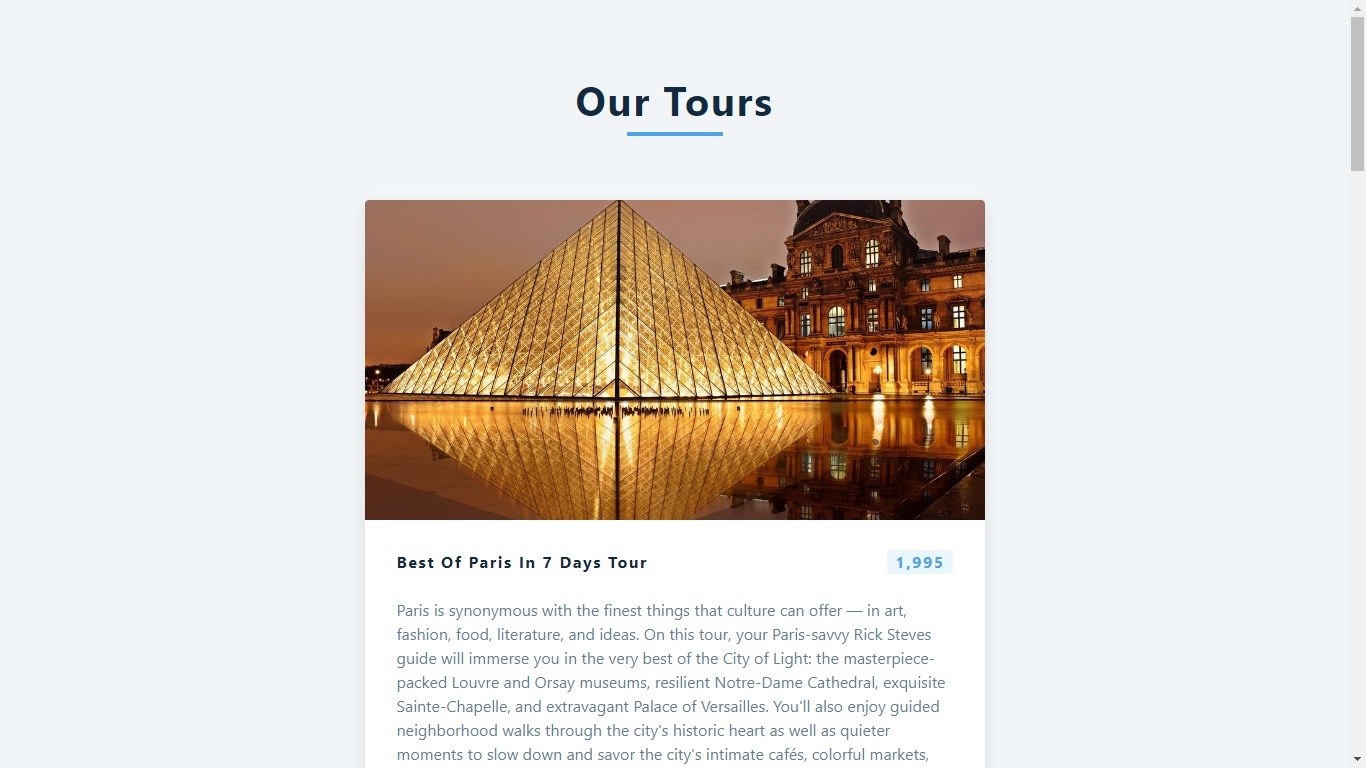 Our Tours
Best Of Paris In 7 Days Tour
1,995
Paris is synonymous with the finest things that culture can offer — in art,
fashion, food, literature, and ideas. On this tour, your Paris-savvy Rick Steves
guide will immerse you in the very best of the City of Light: the masterpiece-
packed Louvre and Orsay museums, resilient Notre-Dame Cathedral, exquisite
Sainte-Chapelle, and extravagant Palace of Versailles. You'll also enjoy guided
neighborhood walks through the city's historic heart as well as quieter
moments to slow down and savor the city's intimate cafés, colorful markets,